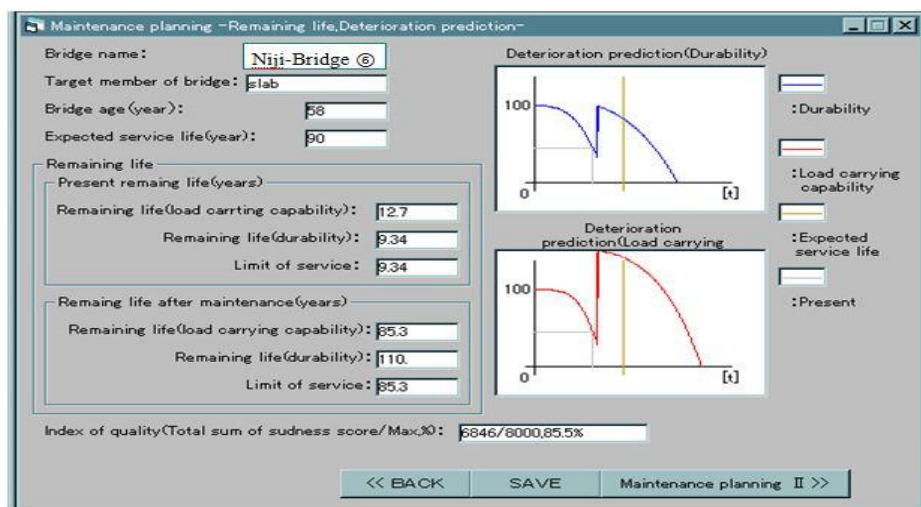 Maintenance planning -Remaining life,Deterioration prediction-
Bridge name: Niji-Bridge ⑥
Target member of bridge: slab
Bridge age(year): 58
Expected service life(year): 90
Remaining life
Present remaing life(years)
Remaining life(load carrting capability): 12.7
Remaining life(durability): 9.34
Limit of service: 9.34
Remaing life after maintenance(years)
Remaining life(load carrying capability): 85.3
Remaining life(durability): 110.
Limit of service: 85.3
Index of quality(Total sum of sudness score/Max,%): 6846/8000,85.5%
Deterioration prediction(Durability)
100
0
[t]
Deterioration
prediction(Load carrying
100
0
[t]
:Durability
:Load carrying
capability
:Expected
service life
:Present
<< BACK
SAVE
Maintenance planning Ⅱ >>